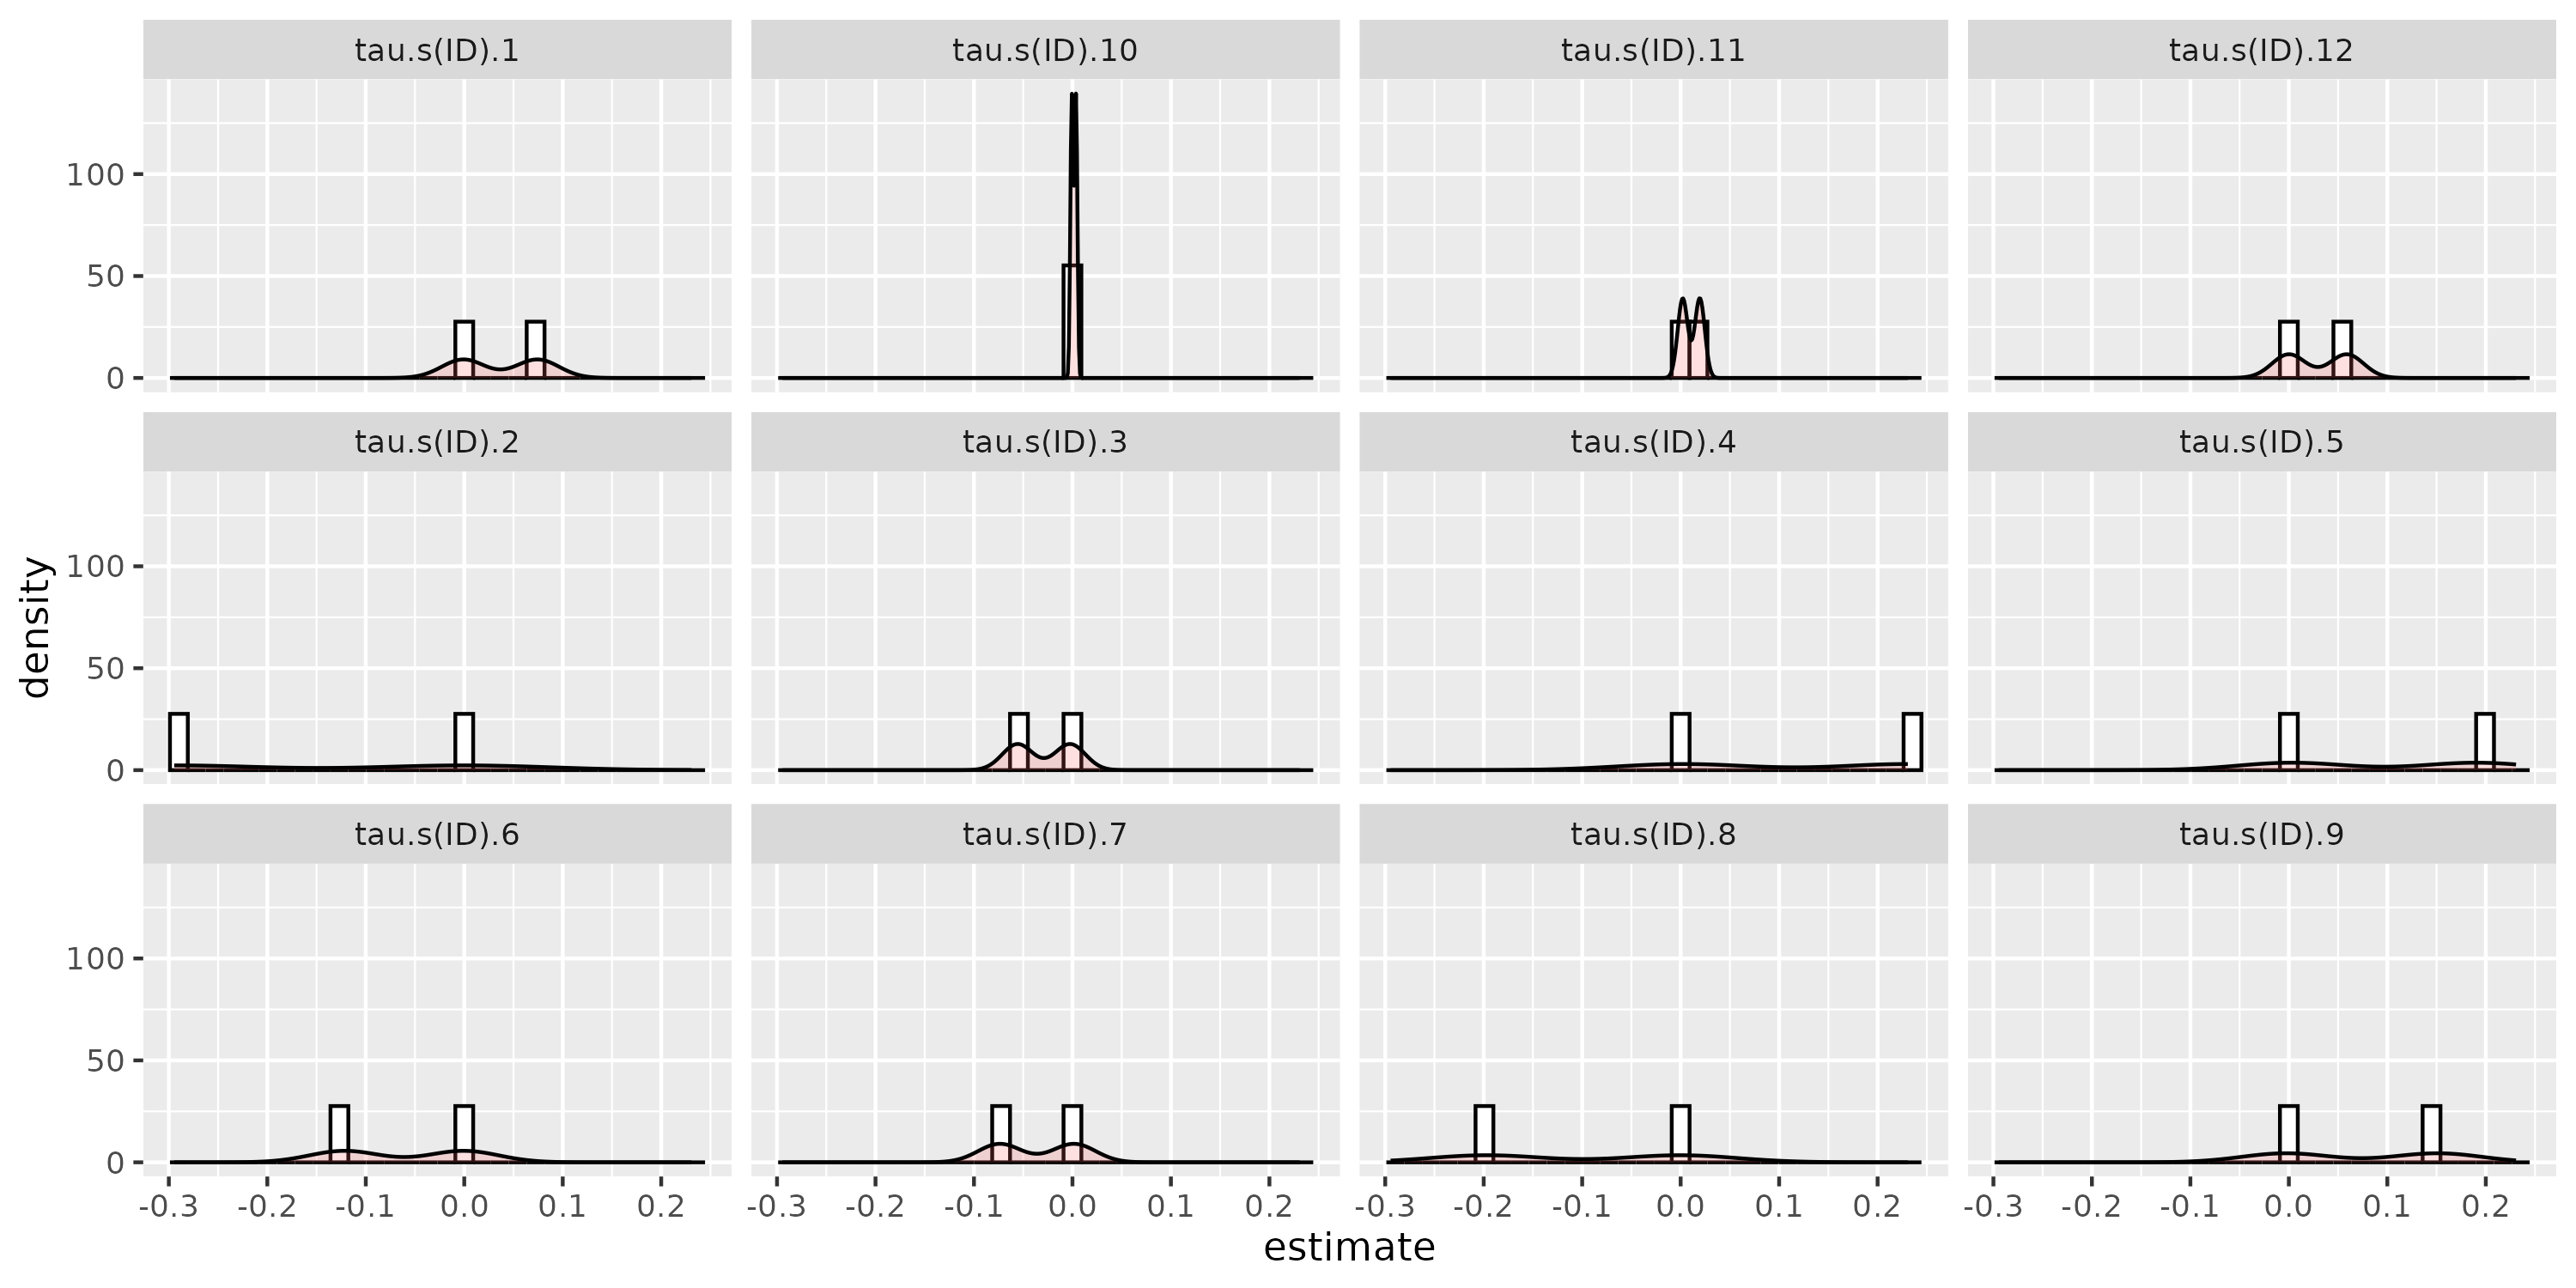 tau.s(ID).1 tau.s(ID).10 tau.s(ID).11 tau.s(ID).12
100
50
0
tau.s(ID).2 tau.s(ID).3 tau.s(ID).4 tau.s(ID).5
density
100
50
0
tau.s(ID).6 tau.s(ID).7 tau.s(ID).8 tau.s(ID).9
100
50
0
-0.3 -0.2 -0.1 0.0 0.1 0.2 -0.3 -0.2 -0.1 0.0 0.1 0.2 -0.3 -0.2 -0.1 0.0 0.1 0.2 -0.3 -0.2 -0.1 0.0 0.1 0.2
estimate